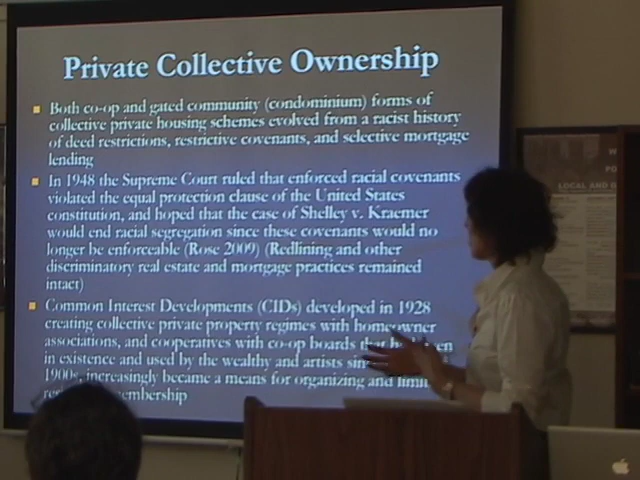 Private Collective Ownership
Both co-op and gated community (condominium) forms of
collective private housing schemes evolved from a racist history
of deed restrictions, restrictive covenants, and selective mortgage
lending
In 1948 the Supreme Court ruled that enforced racial covenants
violated the equal protection clause of the United States
constitution, and hoped that the case of Shelley v. Kraemer
would end racial segregation since these covenants would no
longer be enforceable (Rose 2009) (Redlining and other
discriminatory real estate and mortgage practices remained
intact)
Common Interest Developments (CIDs) developed in 1928
creating collective private property regimes with homeowner
associations, and cooperatives with co-op boards that
in existence and used by the wealthy and artists
1900s, increasingly became a means for organizing and
LOCAL AND